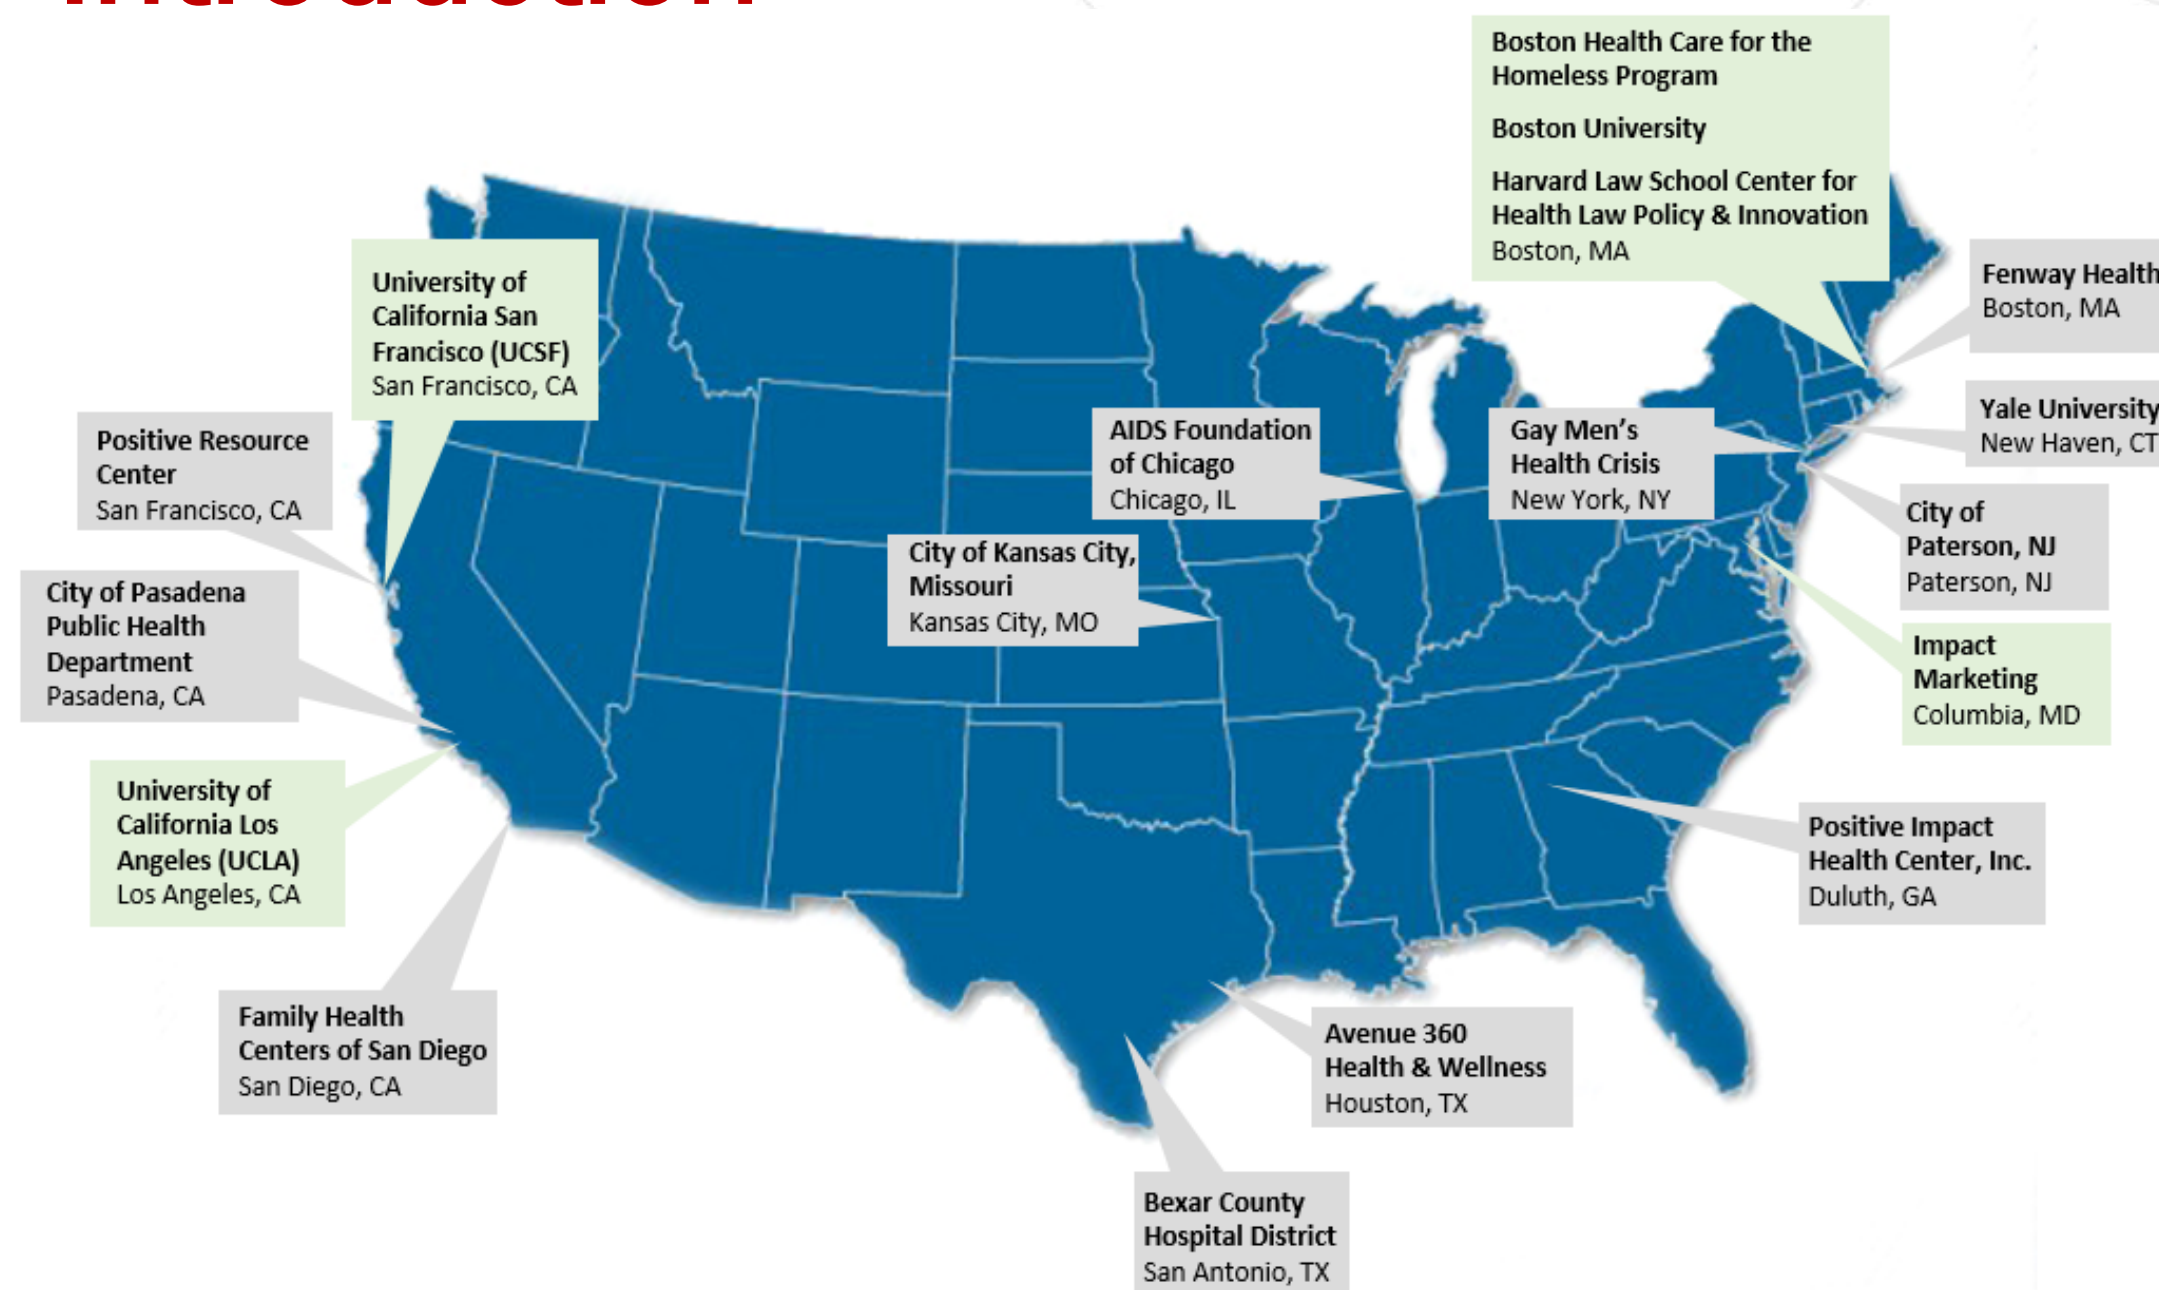 Introduction
Boston Health Care for the
Homeless Program
Boston University
Harvard Law School Center for
Health Law Policy & Innovation
Boston, MA
Fenway Health
Boston, MA
University of
California San
Francisco (UCSF)
San Francisco, CA
Yale University
New Haven, CT
Positive Resource
Center
San Francisco, CA
AIDS Foundation
of Chicago
Chicago, IL
Gay Men’s
Health Crisis
New York, NY
City of
Paterson, NJ
Paterson, NJ
City of Kansas City,
Missouri
Kansas City, MO
City of Pasadena
Public Health
Department
Pasadena, CA
Impact
Marketing
Columbia, MD
University of
California Los
Angeles (UCLA)
Los Angeles, CA
Positive Impact
Health Center, Inc.
Duluth, GA
Family Health
Centers of San Diego
San Diego, CA
Avenue 360
Health & Wellness
Houston, TX
Bexar County
Hospital District
San Antonio, TX